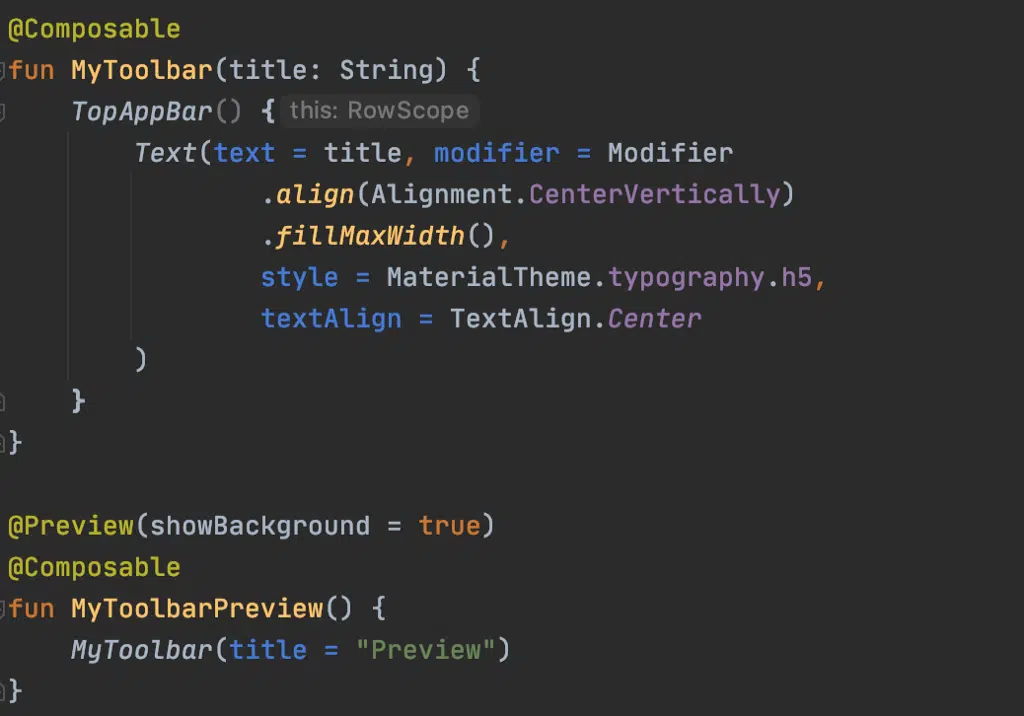 @Composable
fun MyToolbar(title: String) {
    TopAppBar() { this: RowScope
        Text(text = title, modifier = Modifier
                .align(Alignment.CenterVertically)
                .fillMaxWidth(),
                style = MaterialTheme.typography.h5,
                textAlign = TextAlign.Center
        )
    }
}

@Preview(showBackground = true)
@Composable
fun MyToolbarPreview() {
    MyToolbar(title = "Preview")
}